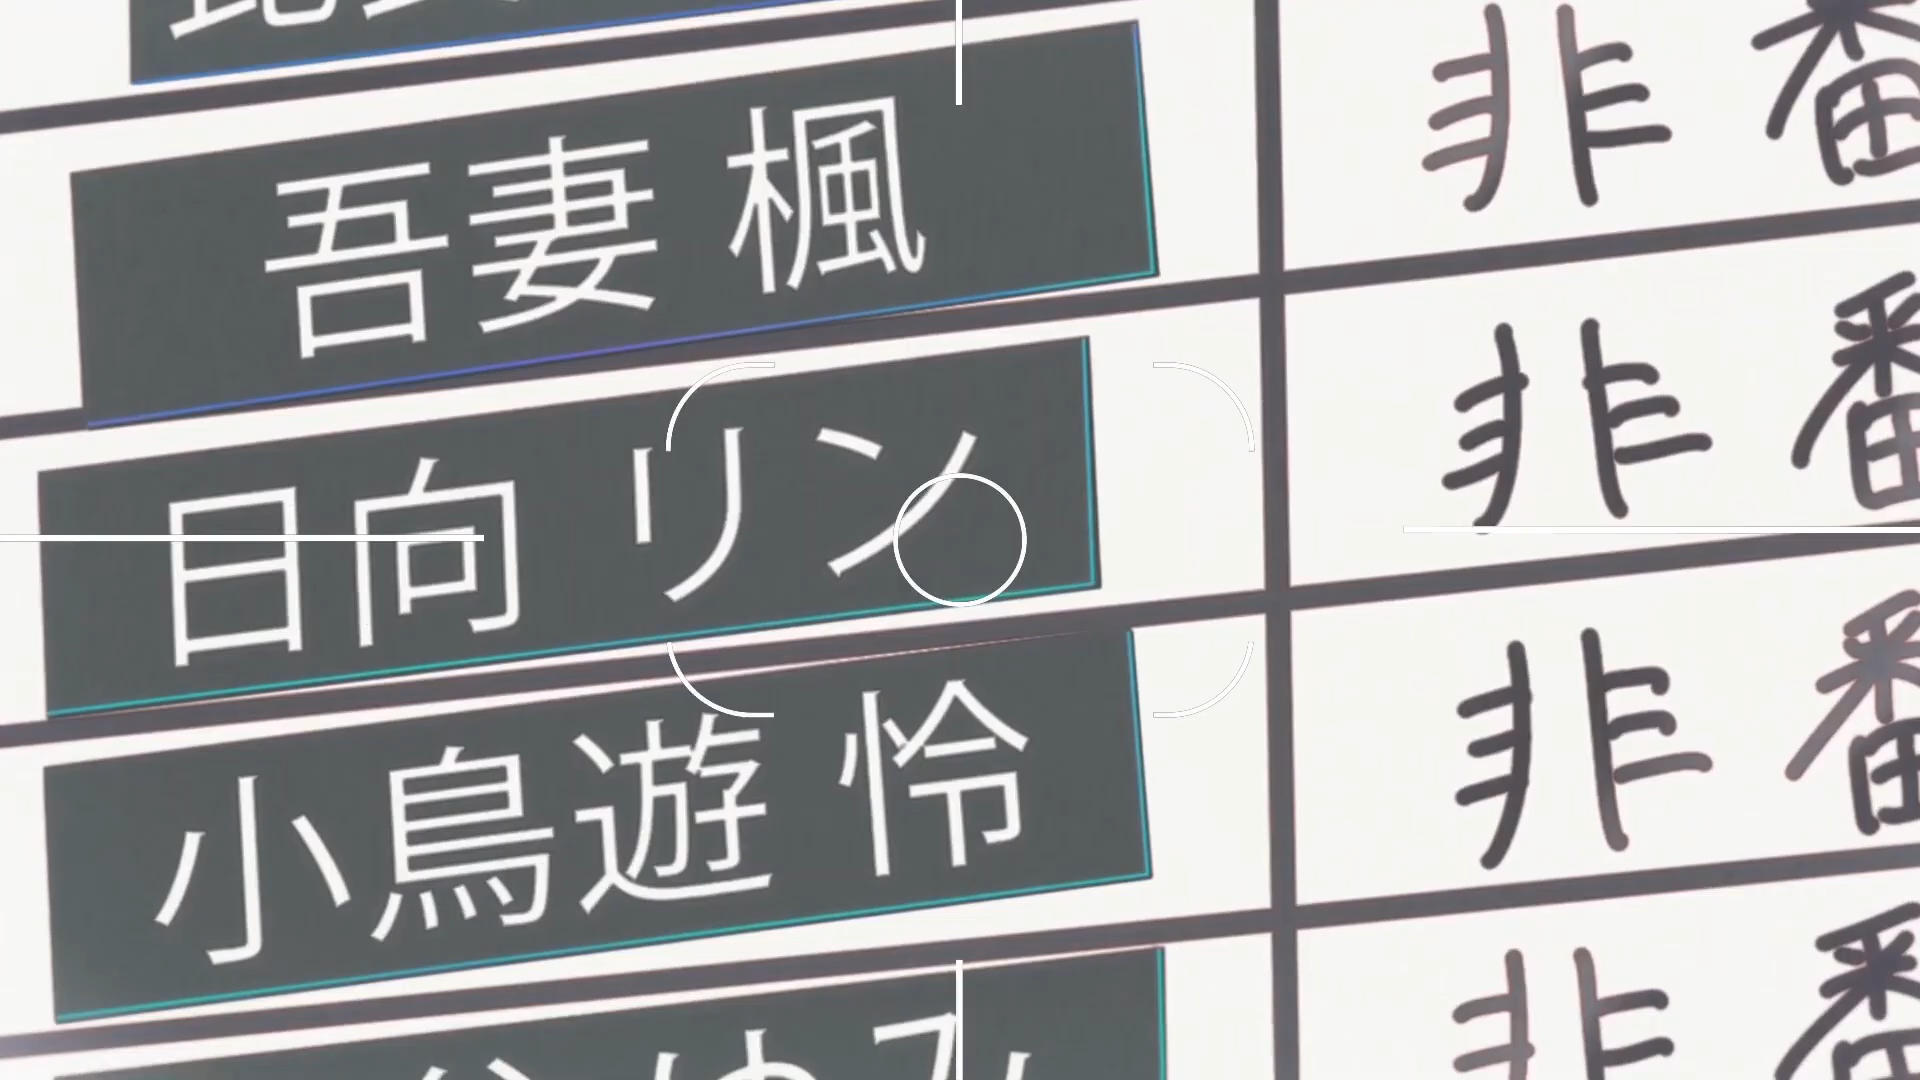 吾妻 楓 非番
日向 リン 非番
小鳥遊 怜 非番
非番